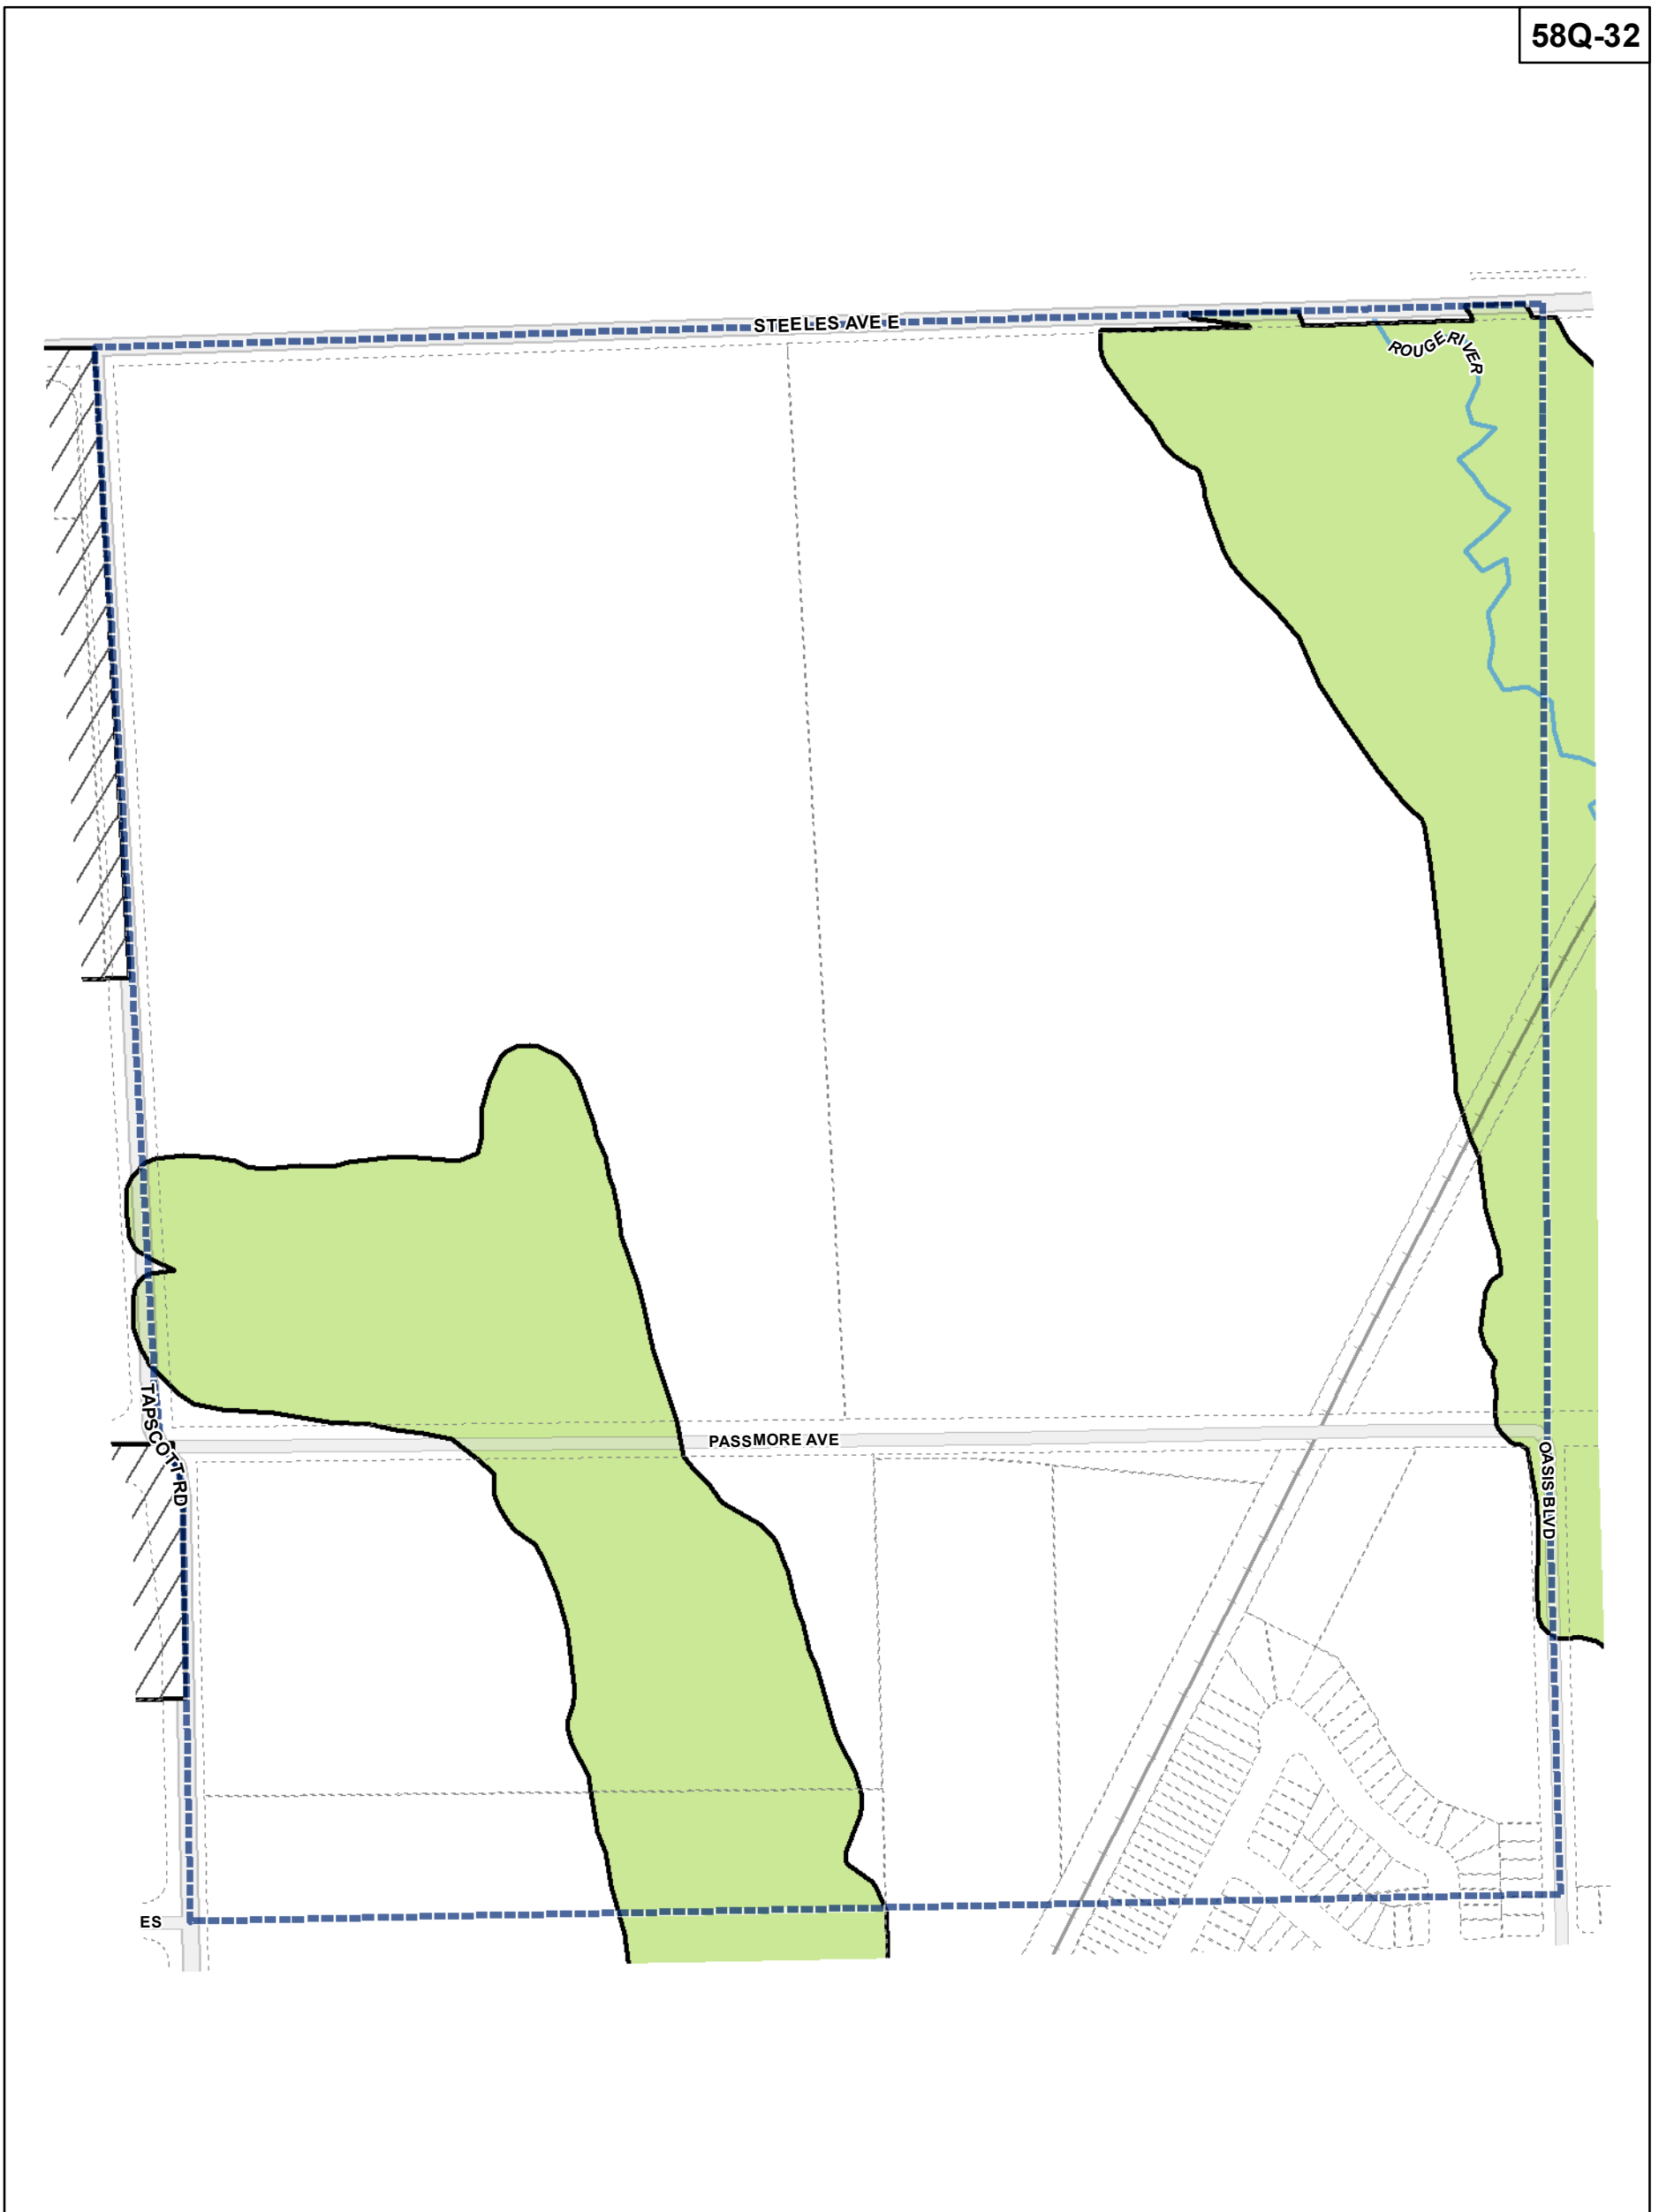 58Q-32
STEELES AVE E
ROUGE RIVER
TAPSCOTT RD
PASSMORE AVE
OASIS BLVD
ES